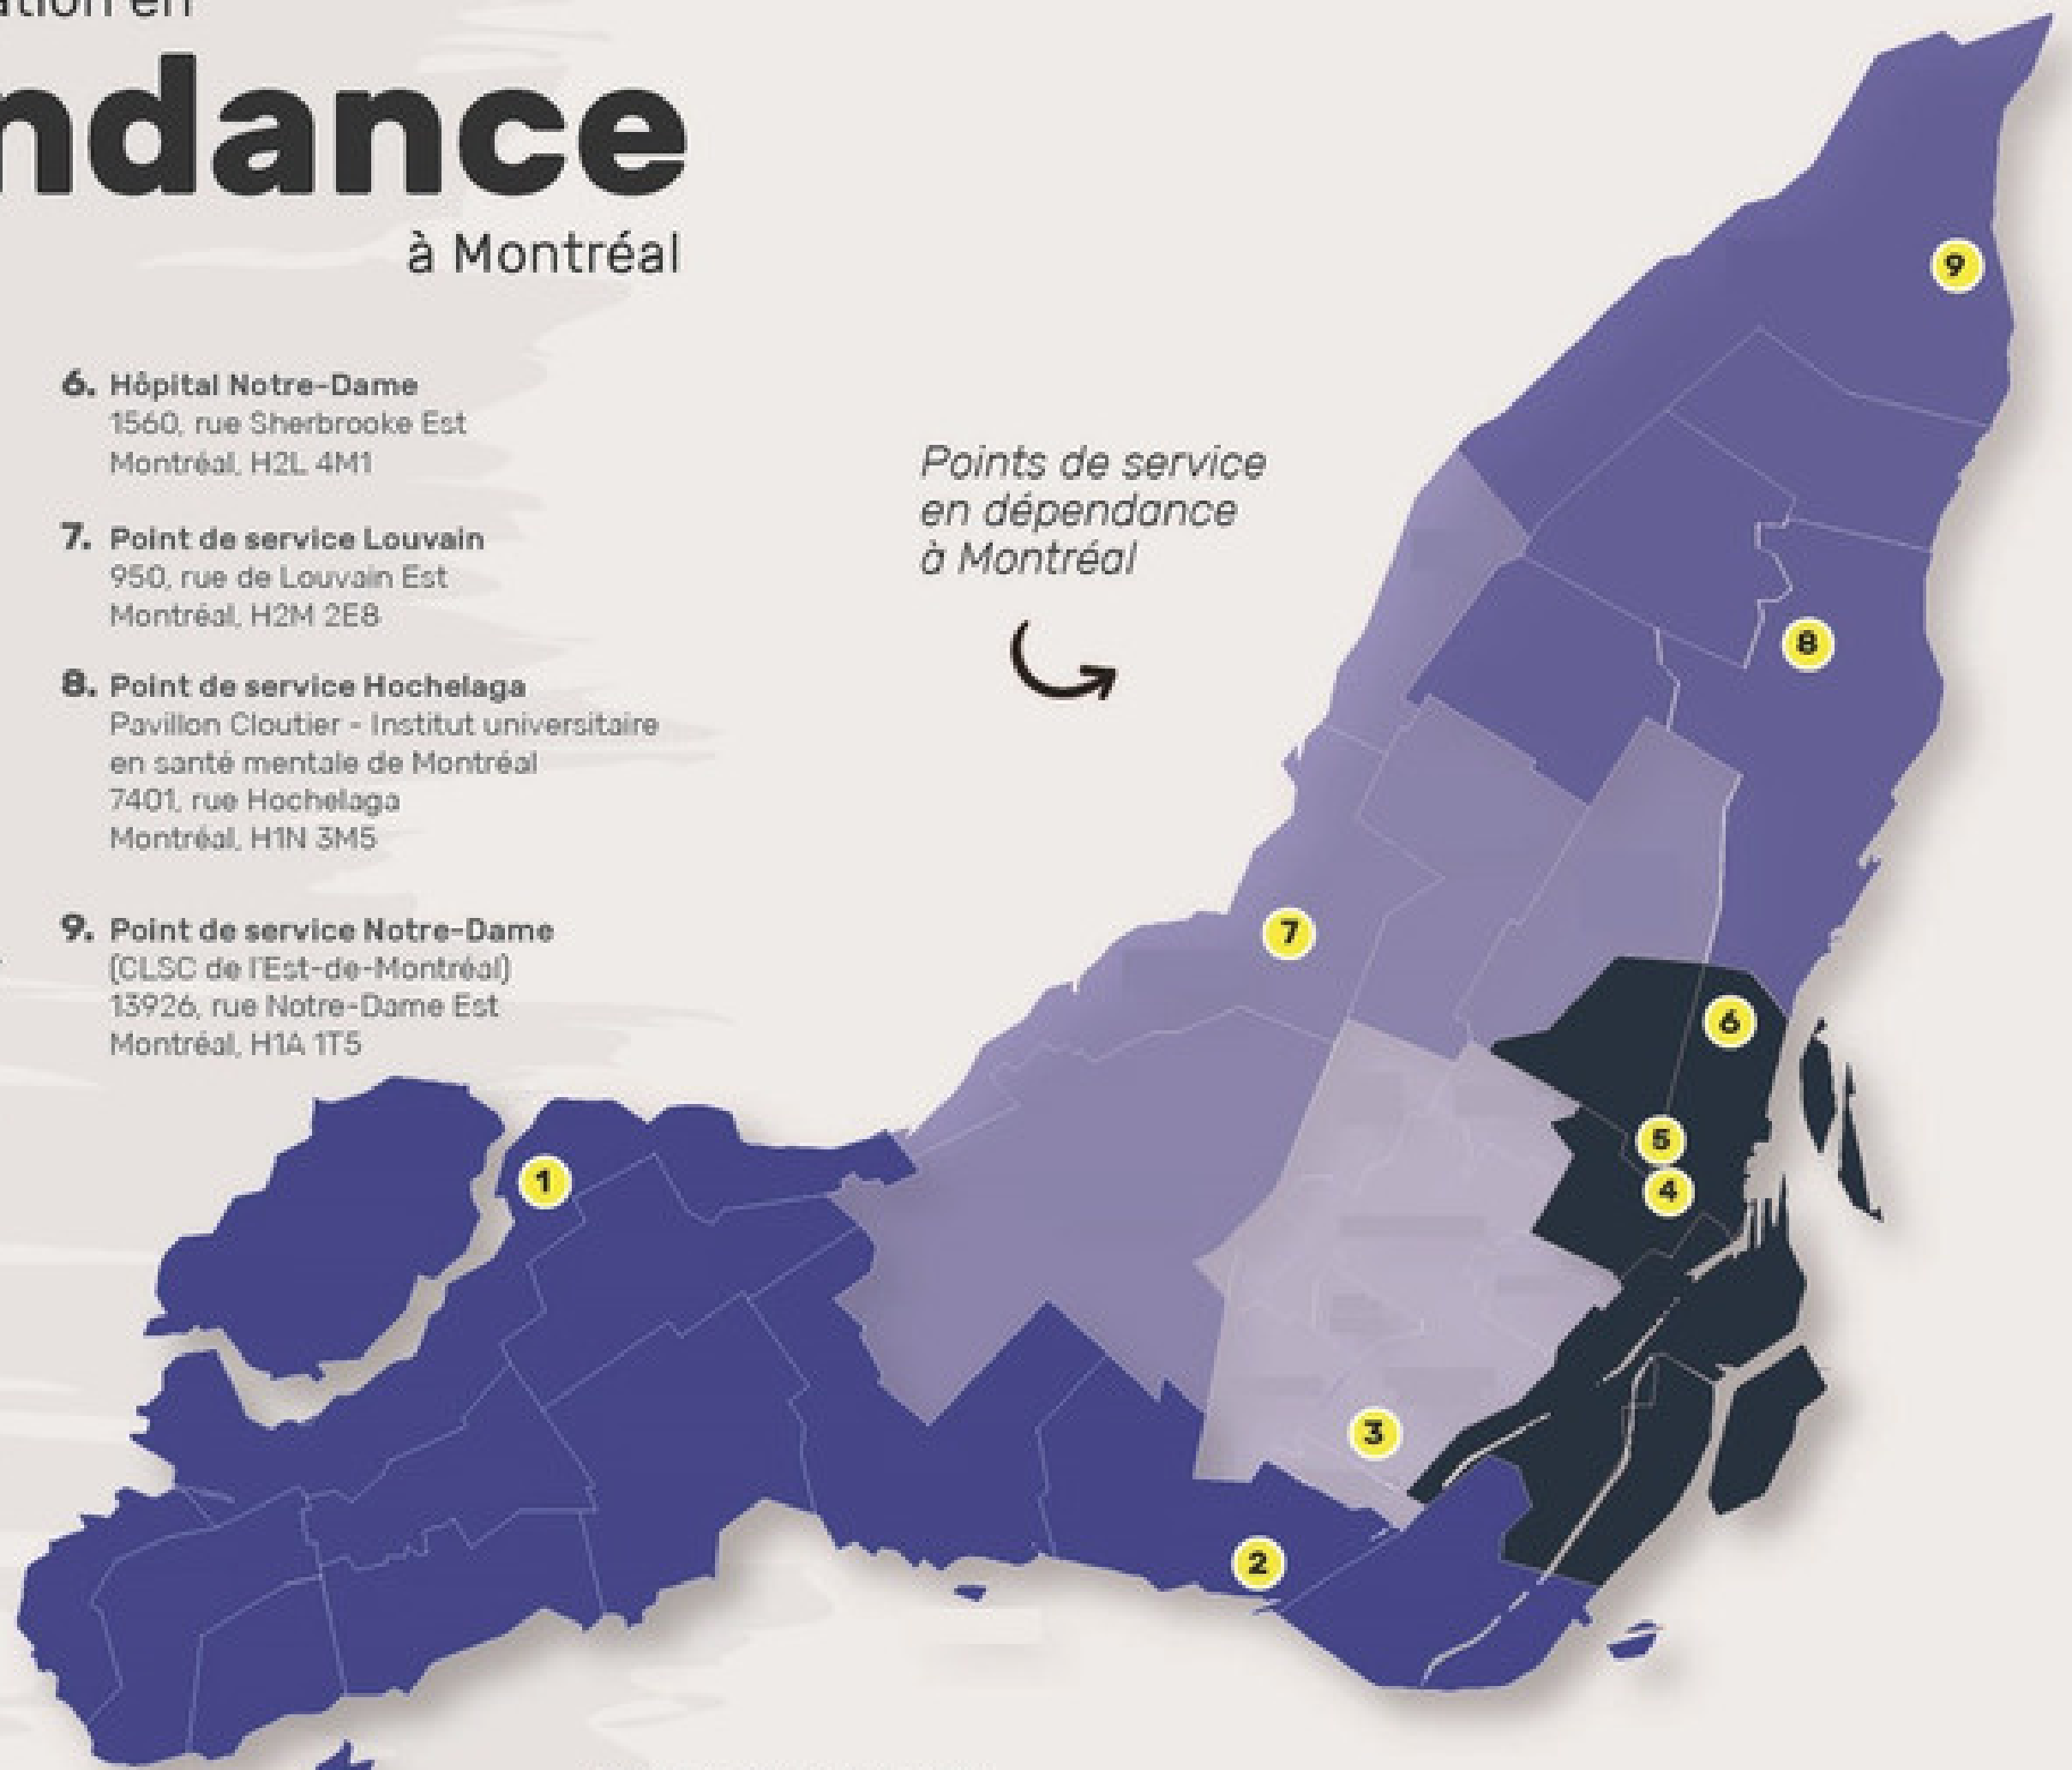 ndance
à Montréal
6. Hôpital Notre-Dame
1560, rue Sherbrooke Est
Montréal, H2L 4M1
7. Point de service Louvain
950, rue de Louvain Est
Montréal, H2M 2E8
8. Point de service Hochelaga
Pavillon Cloutier - Institut universitaire
en santé mentale de Montréal
7401, rue Hochelaga
Montréal, H1N 3M5
9. Point de service Notre-Dame
(CLSC de l'Est-de-Montréal)
13926, rue Notre-Dame Est
Montréal, H1A 1T5
Points de service
en dépendance
à Montréal
9
8
7
6
5
4
1
3
2